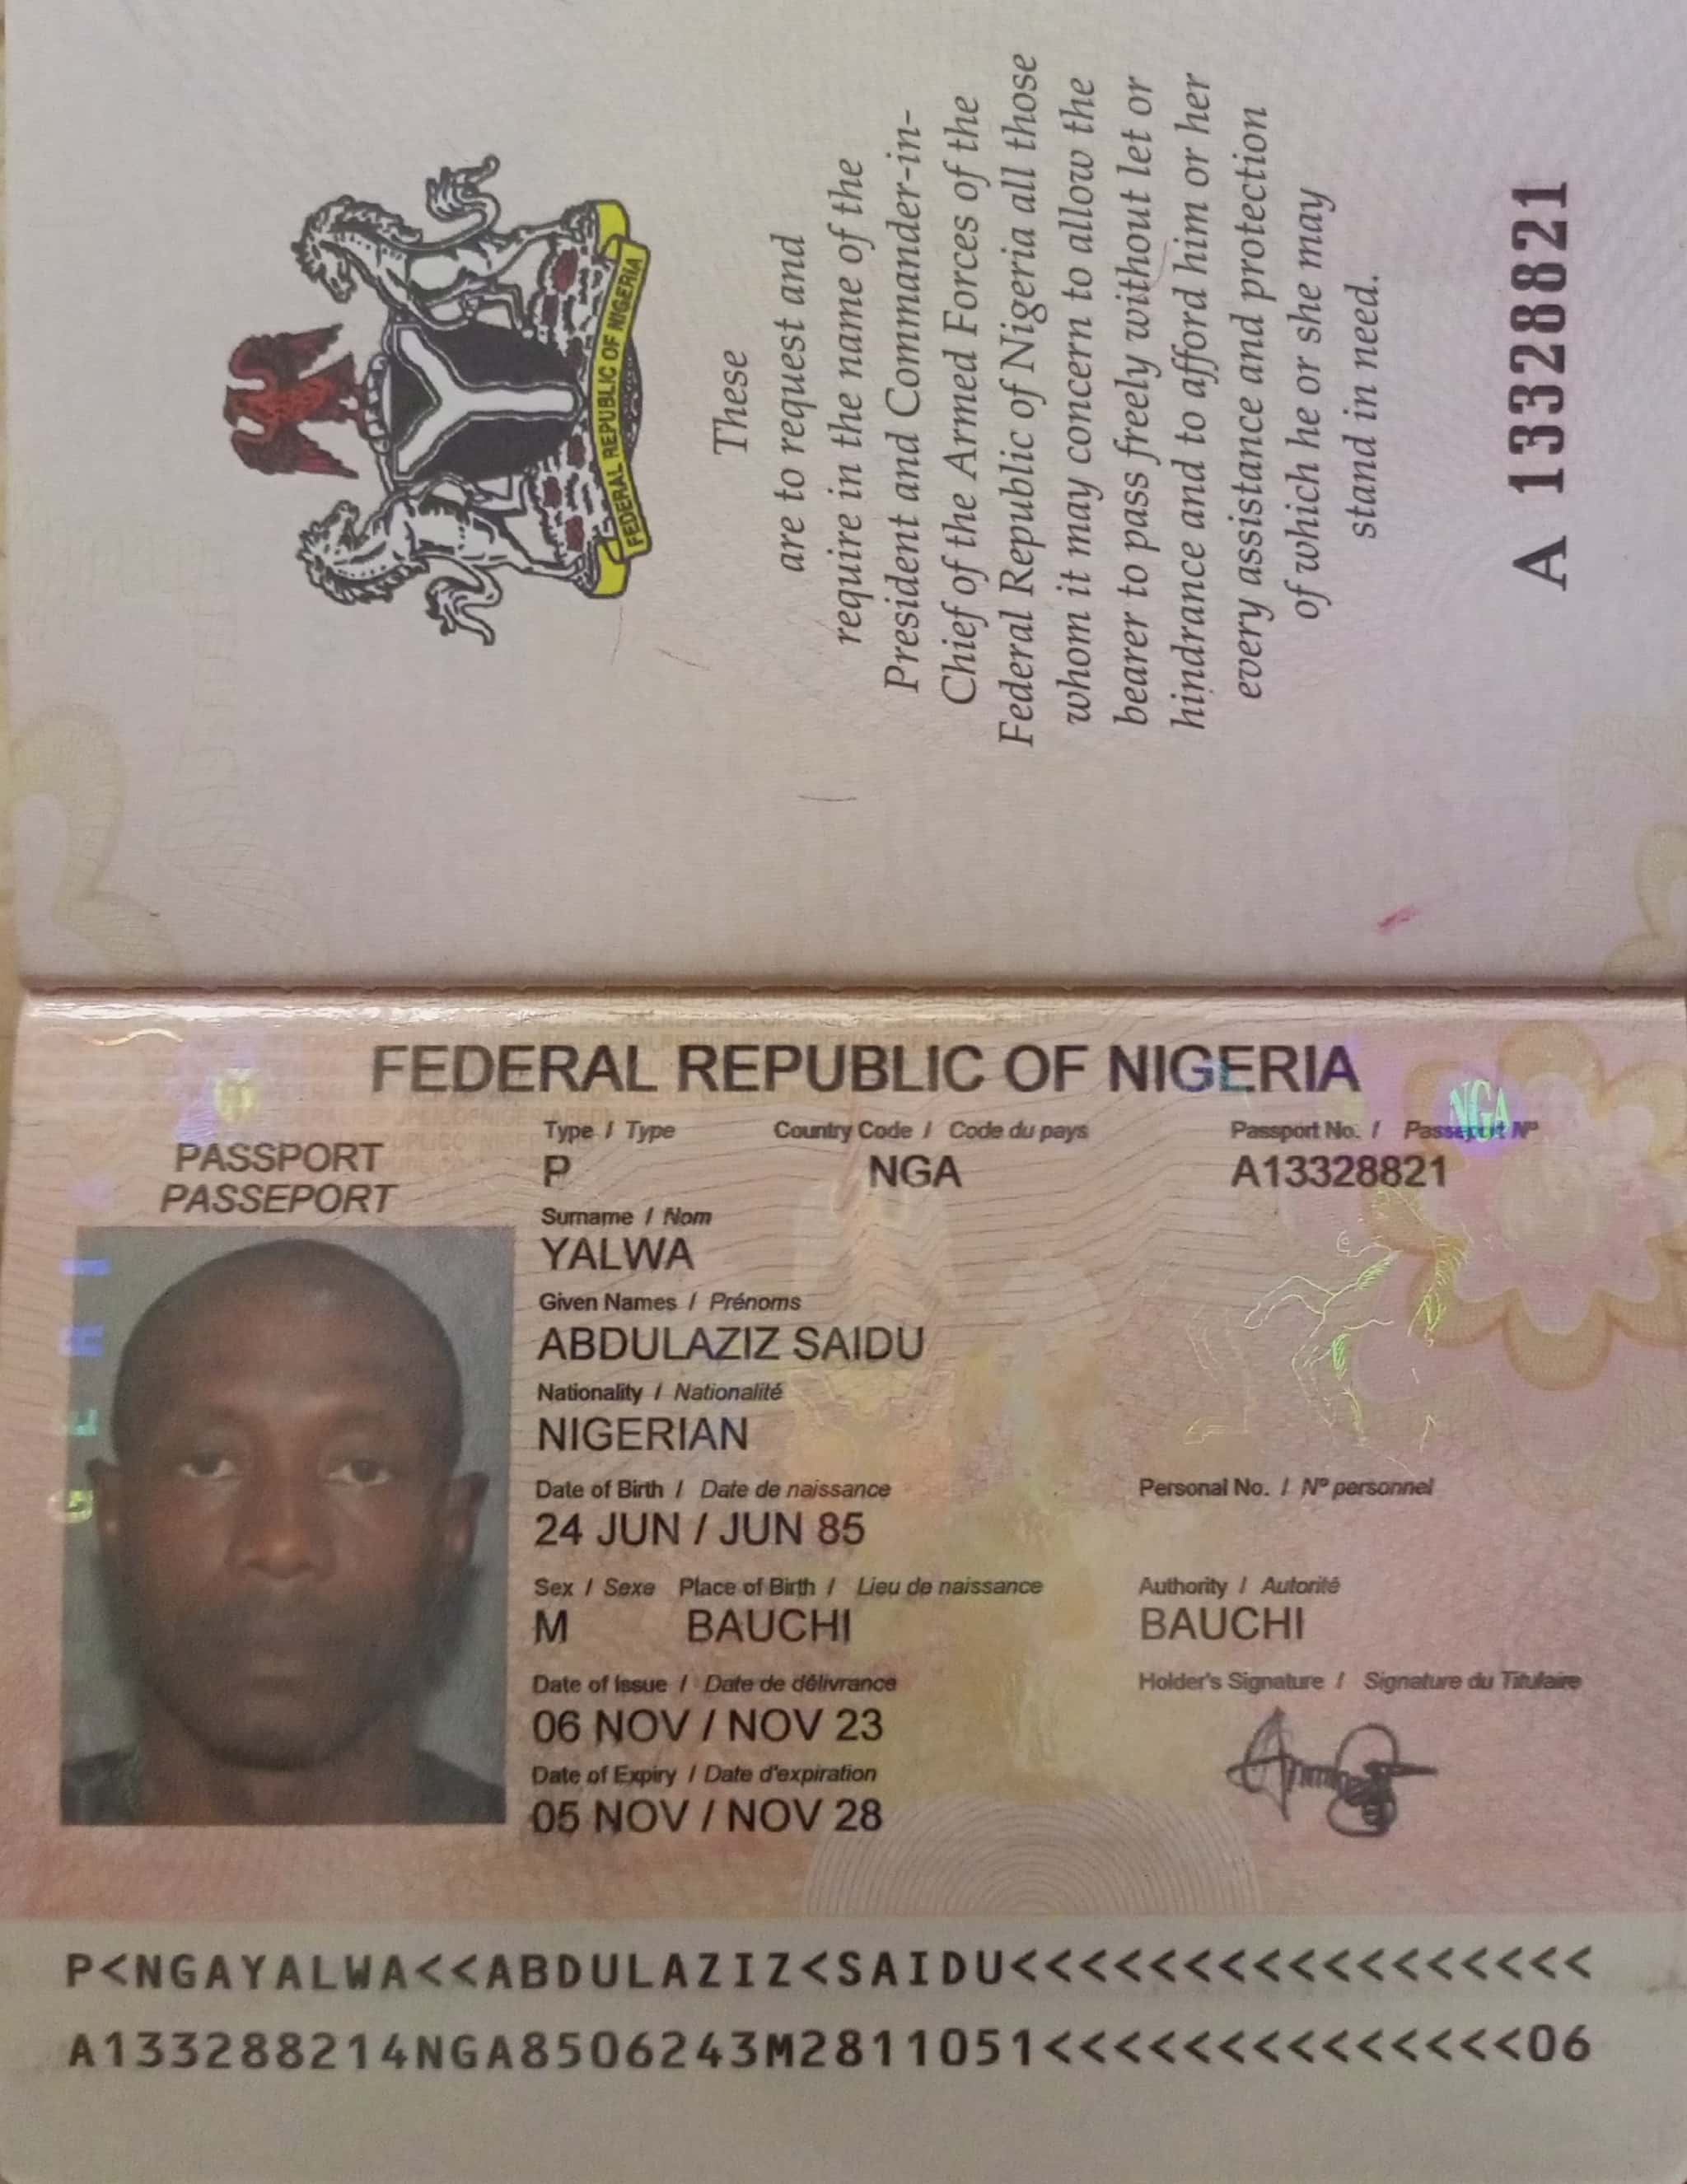 FEDERAL REPUBLIC OF NIGERIA
PASSPORT
PASSEPORT
Type / Type Country Code / Code du pays Passport No. / Passeport N°
P NGA A13328821
Surname / Nom
YALWA
Given Names / Prénoms
ABDULAZIZ SAIDU
Nationality / Nationalité
NIGERIAN
Date of Birth / Date de naissance Personal No. / N° personnel
24 JUN / JUN 85
Sex / Sexe Place of Birth / Lieu de naissance Authority / Autorité
M BAUCHI BAUCHI
Date of Issue / Date de délivrance Holder's Signature / Signature du Titulaire
06 NOV / NOV 23
Date of Expiry / Date d'expiration
05 NOV / NOV 28
NGA
P<NGAYALWA<<ABDULAZIZ<SAIDU<<<<<<<<<<<<<<<<<
A133288214NGA8506243M2811051<<<<<<<<<<<<<<06
FEDERAL REPUBLIC OF NIGERIA
These
are to request and
require in the name of the
President and Commander-in-
Chief of the Armed Forces of the
Federal Republic of Nigeria all those
whom it may concern to allow the
bearer to pass freely without let or
hindrance and to afford him or her
every assistance and protection
of which he or she may
stand in need.
A 13328821